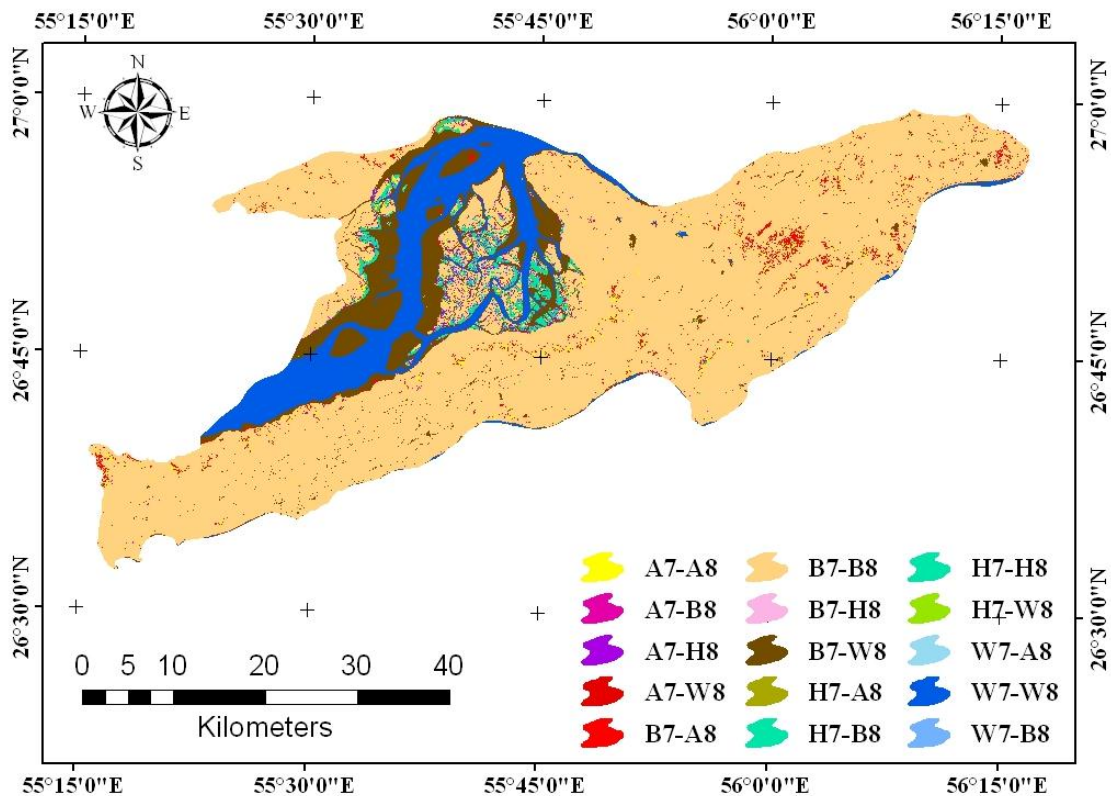 55°15'0"E 55°30'0"E 55°45'0"E 56°0'0"E 56°15'0"E
27°0'0"N
27°0'0"N
N
W E
S
26°45'0"N
26°45'0"N
26°30'0"N
26°30'0"N
A7-A8 B7-B8 H7-H8
A7-B8 B7-H8 H7-W8
A7-H8 B7-W8 W7-A8
A7-W8 H7-A8 W7-W8
B7-A8 H7-B8 W7-B8
0 5 10 20 30 40
Kilometers
55°15'0"E 55°30'0"E 55°45'0"E 56°0'0"E 56°15'0"E